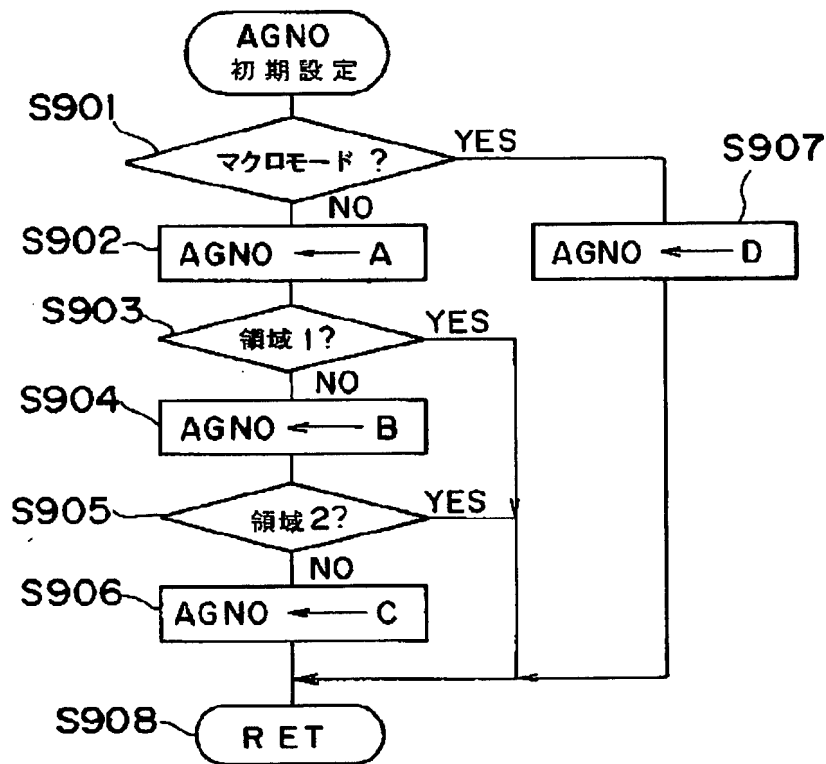 AGNO
初期設定
S901
マクロモード?
YES
NO
S907
S902
AGNO ← A
AGNO ← D
S903
領域1?
YES
NO
S904
AGNO ← B
S905
領域2?
YES
NO
S906
AGNO ← C
S908
RET